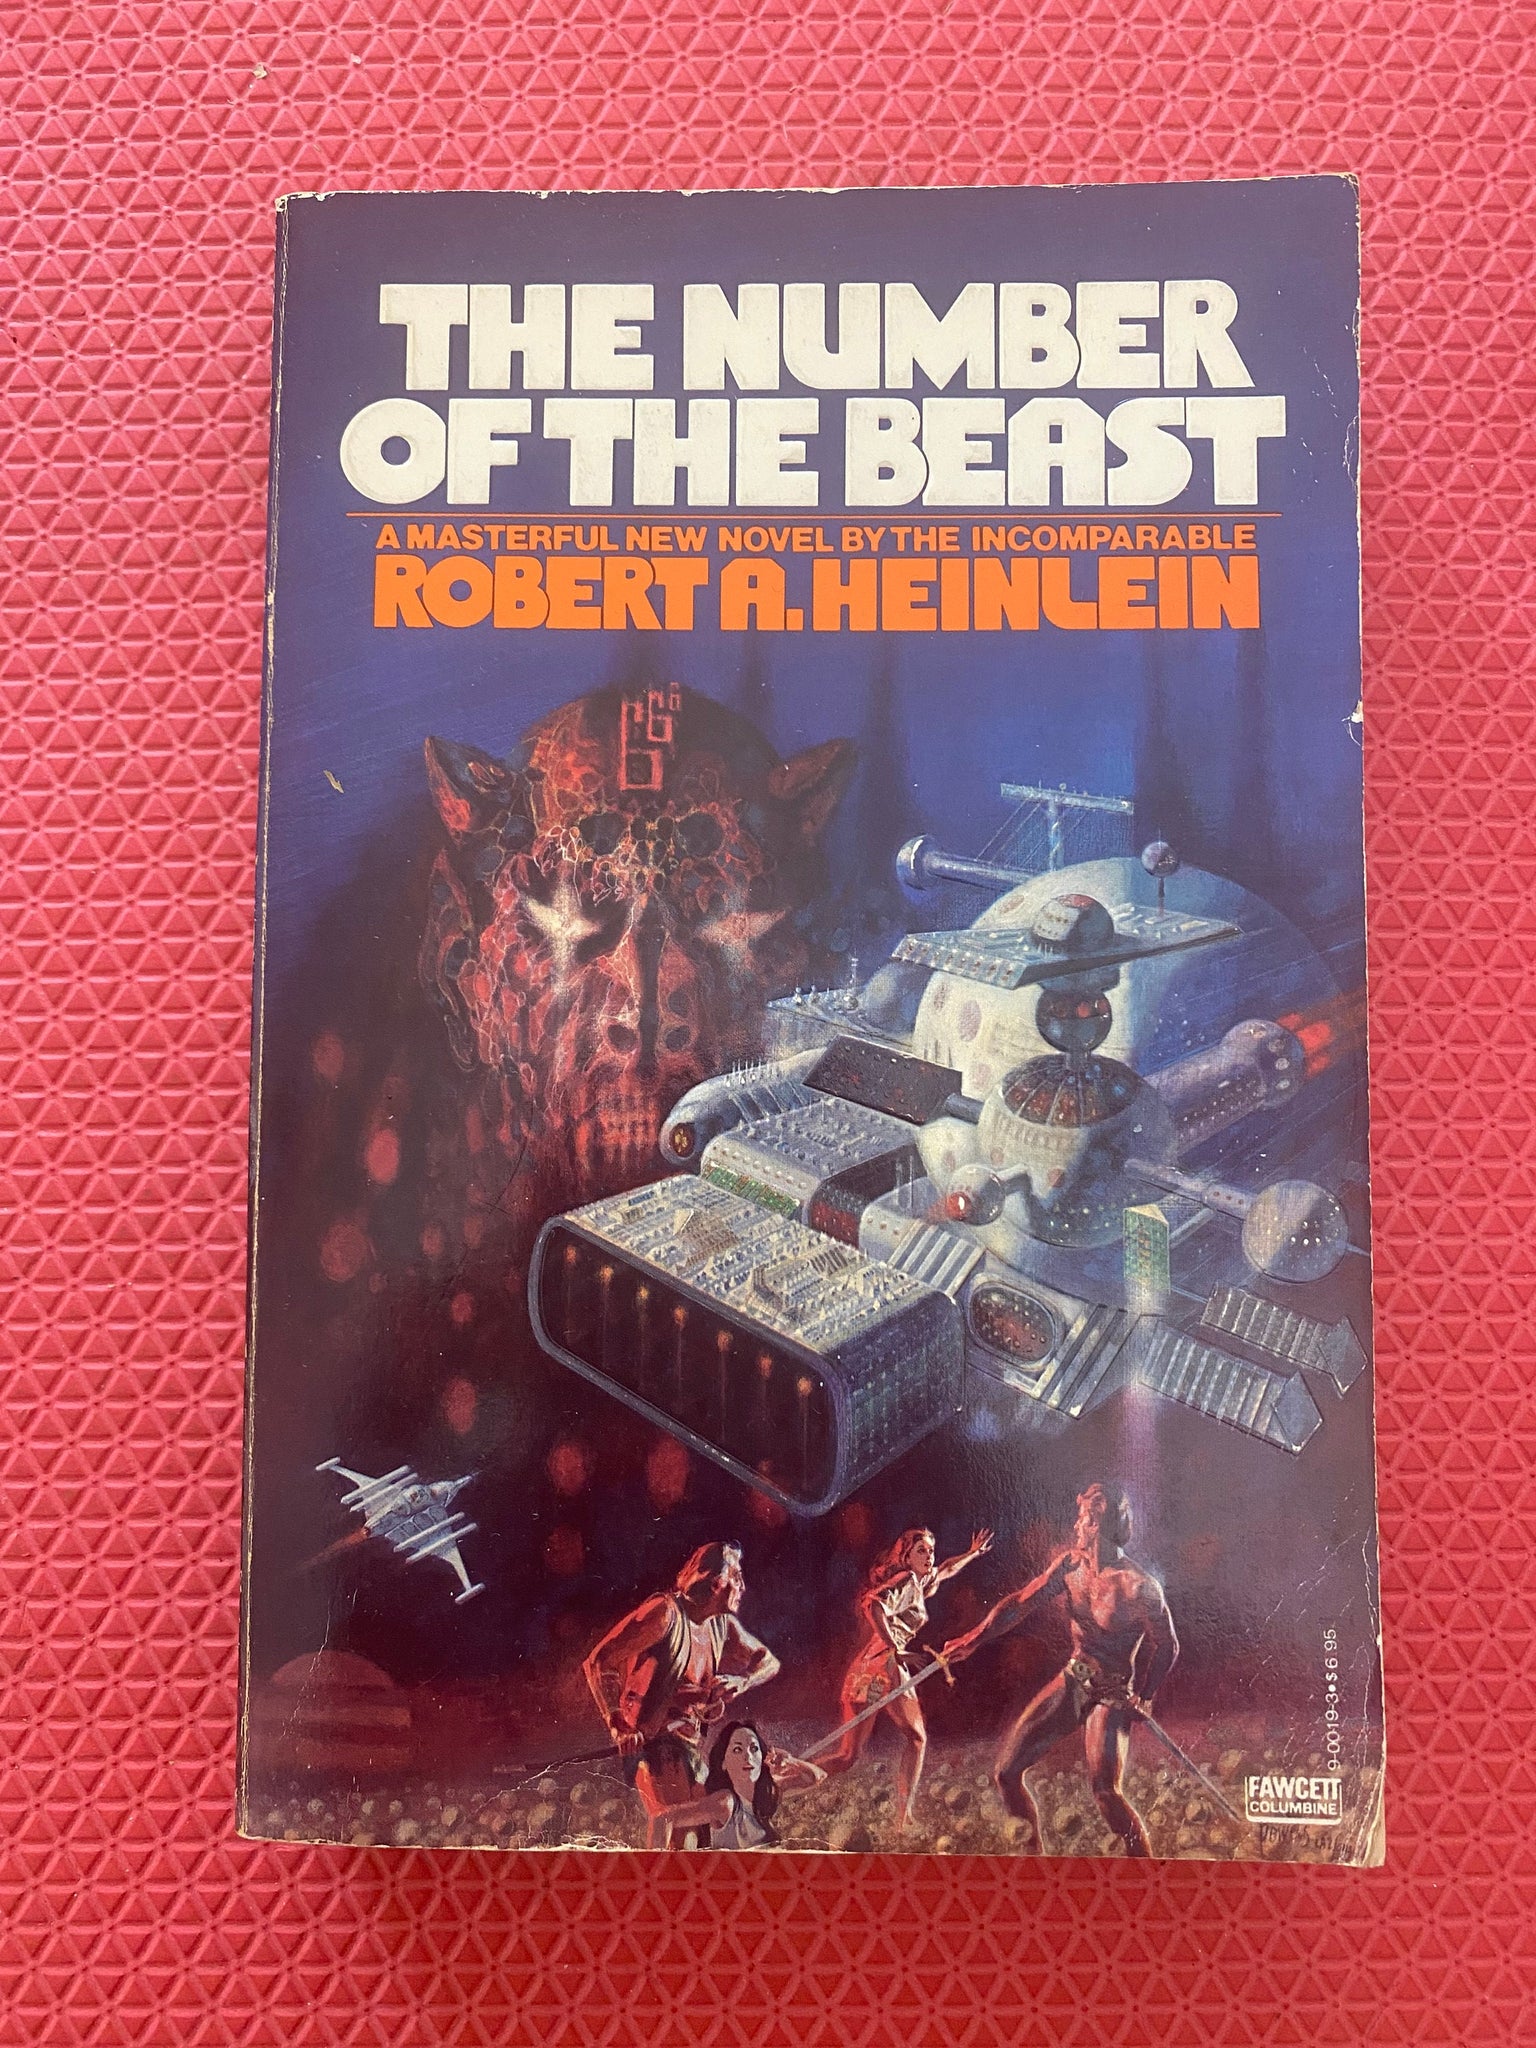 THE NUMBER
OF THE BEAST
A MASTERFUL NEW NOVEL BY THE INCOMPARABLE
ROBERT A. HEINLEIN
666
9-0019-3•$6.95
FAWCETT
COLUMBINE